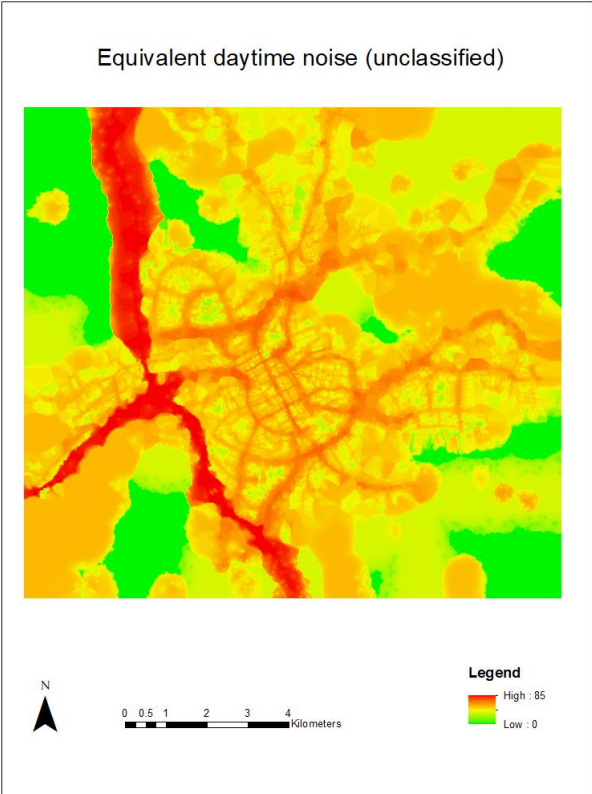 Equivalent daytime noise (unclassified)
N
0 0.5 1 2 3 4
Kilometers
Legend
High : 85
Low : 0